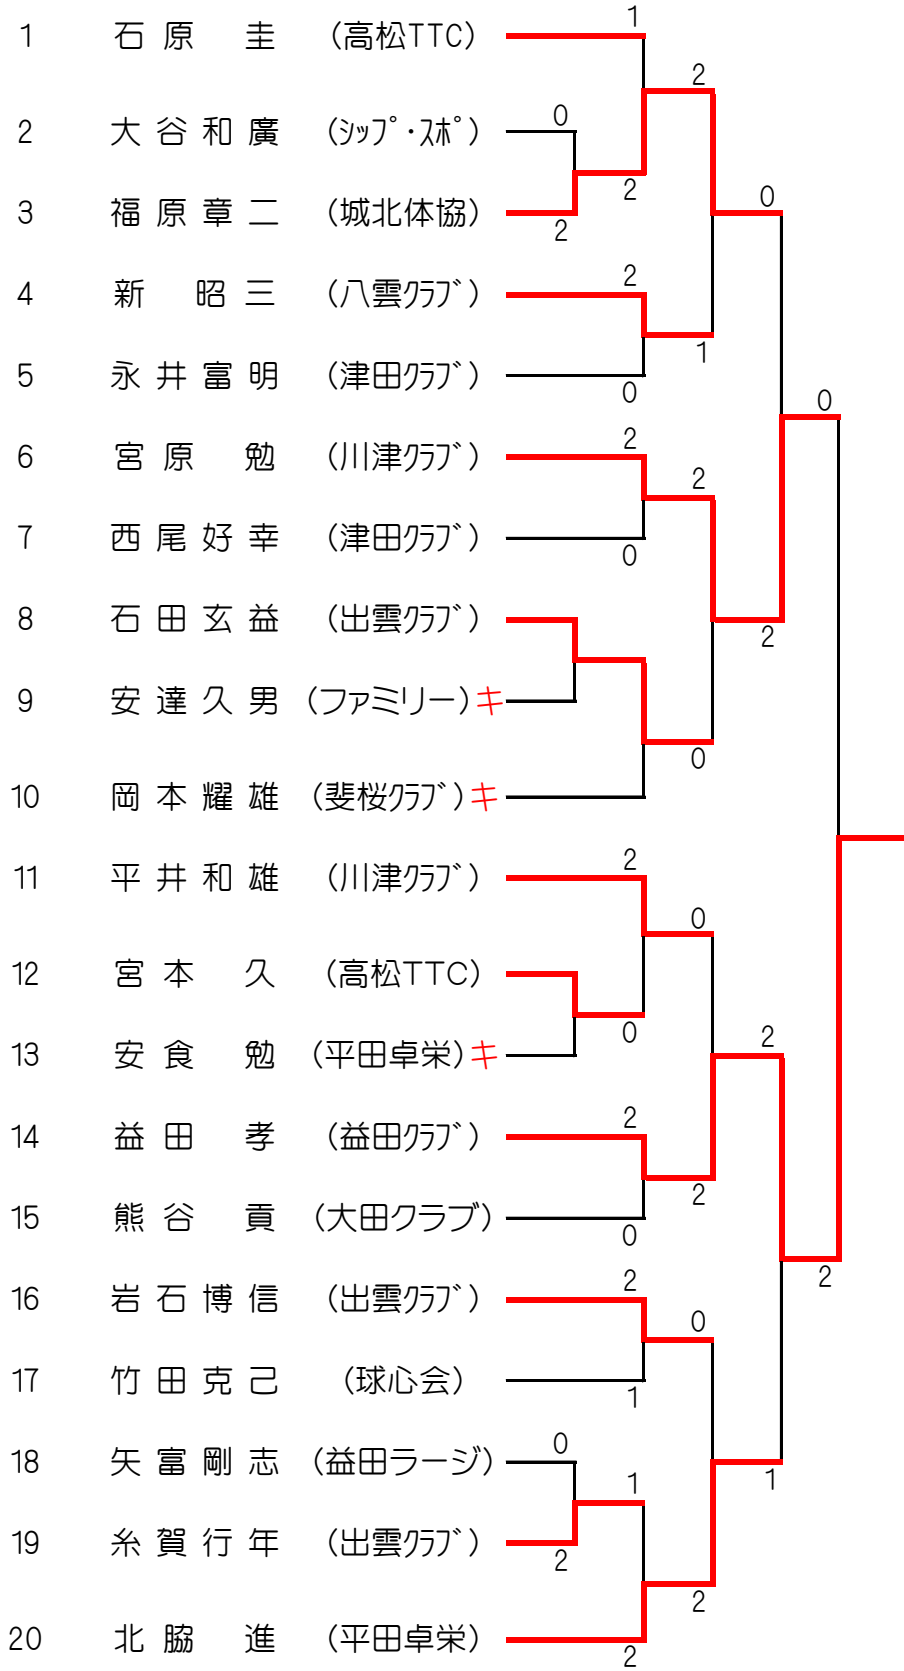 1 石原 圭 (高松TTC) 1
2
2 大谷和廣 (ｼｯﾌﾟ・ｽﾎﾟ) 0
2
3 福原章二 (城北体協) 2
0
4 新 昭三 (八雲ｸﾗﾌﾞ) 2
1
5 永井富明 (津田ｸﾗﾌﾞ) 0
0
6 宮原 勉 (川津ｸﾗﾌﾞ) 2
2
7 西尾好幸 (津田ｸﾗﾌﾞ) 0
8 石田玄益 (出雲ｸﾗﾌﾞ)
2
9 安達久男 (ファミリー) キ
0
10 岡本耀雄 (斐桜ｸﾗﾌﾞ) キ
11 平井和雄 (川津ｸﾗﾌﾞ) 2
0
12 宮本 久 (高松TTC)
0
13 安食 勉 (平田卓栄) キ
2
14 益田 孝 (益田ｸﾗﾌﾞ) 2
2
15 熊谷 貢 (大田クラブ) 0
2
16 岩石博信 (出雲ｸﾗﾌﾞ) 2
0
17 竹田克己 (球心会) 1
18 矢富剛志 (益田ラージ) 0
1
1
19 糸賀行年 (出雲ｸﾗﾌﾞ) 2
2
20 北脇 進 (平田卓栄) 2